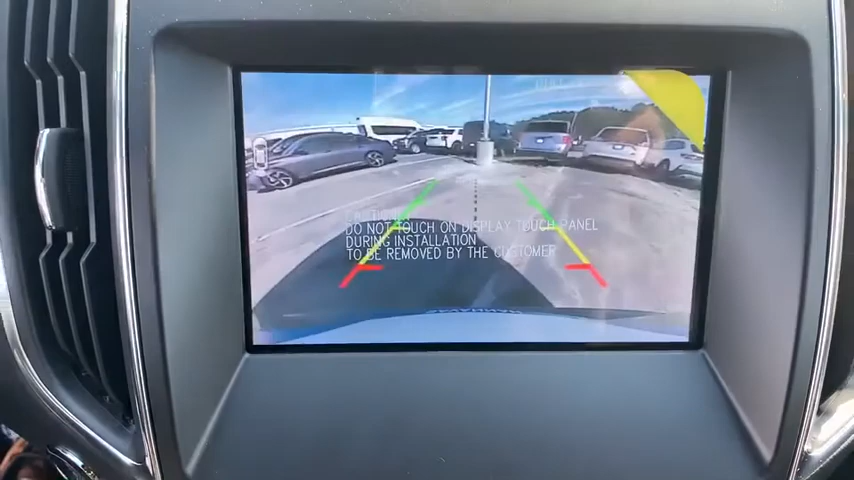 CAUTION
DO NOT TOUCH ON DISPLAY TOUCH PANEL
DURING INSTALLATION
TO BE REMOVED BY THE CUSTOMER